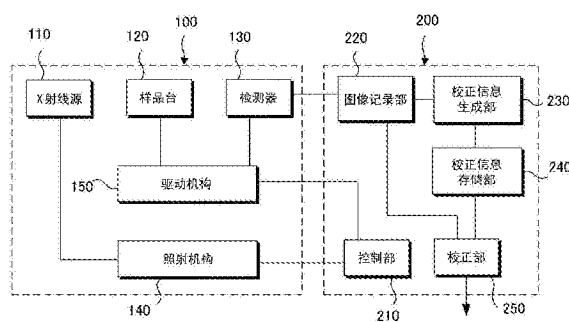 110
120
100
130
220
200
X射线源
样品台
检测器
图像记录部
校正信息
生成部
230
150
驱动机构
校正信息
存储部
240
照射机构
控制部
校正部
140
210
250